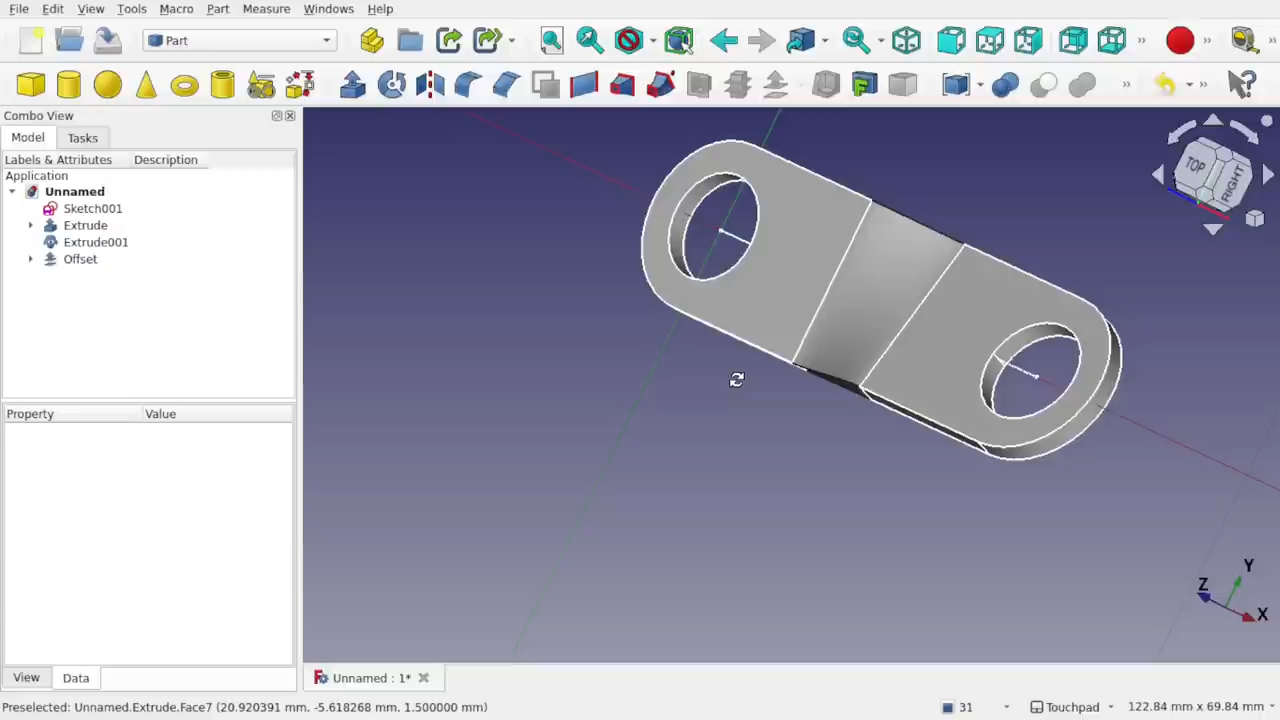 File Edit View Tools Macro Part Measure Windows Help
Part
Combo View
Model Tasks
Labels & Attributes Description
Application
Unnamed
Sketch001
Extrude
Extrude001
Offset
Property Value
View Data
TOP RIGHT
Y
Z
X
Unnamed : 1*
Preselected: Unnamed.Extrude.Face7 (20.920391 mm, -5.618268 mm, 1.500000 mm)
31 Touchpad 122.84 mm x 69.84 mm